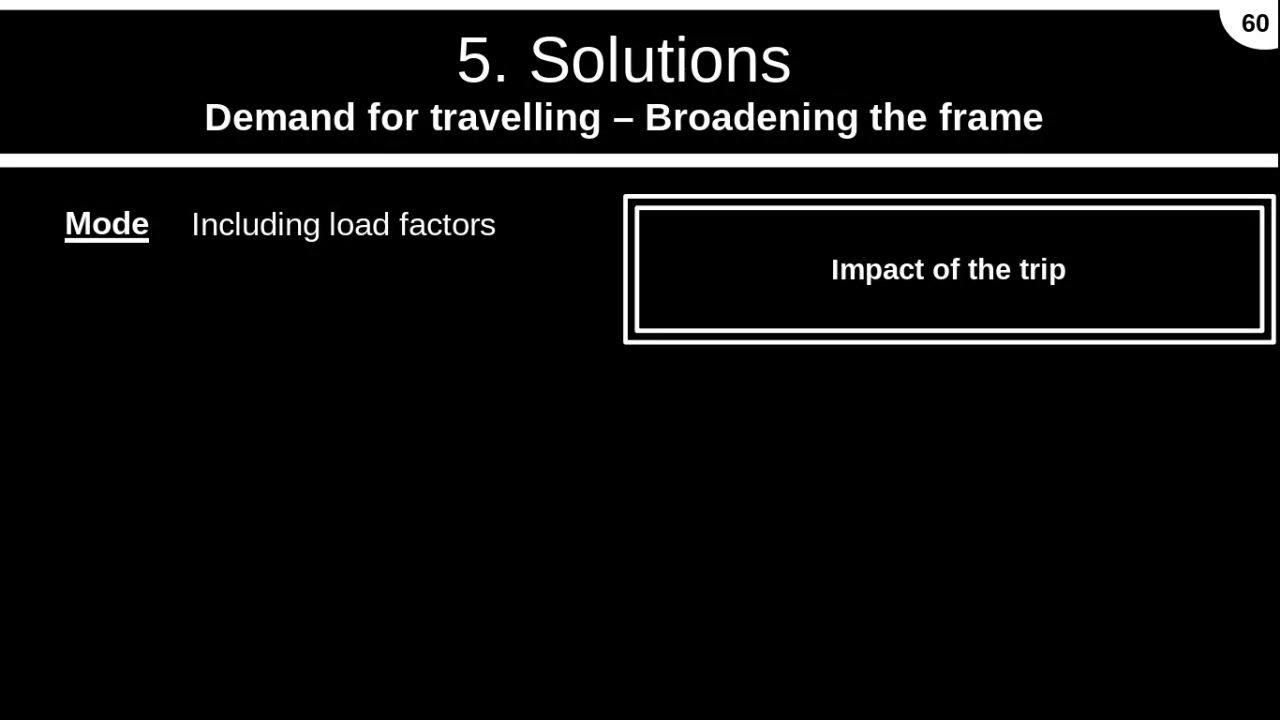 60
5. Solutions
Demand for travelling – Broadening the frame
Mode Including load factors
Impact of the trip